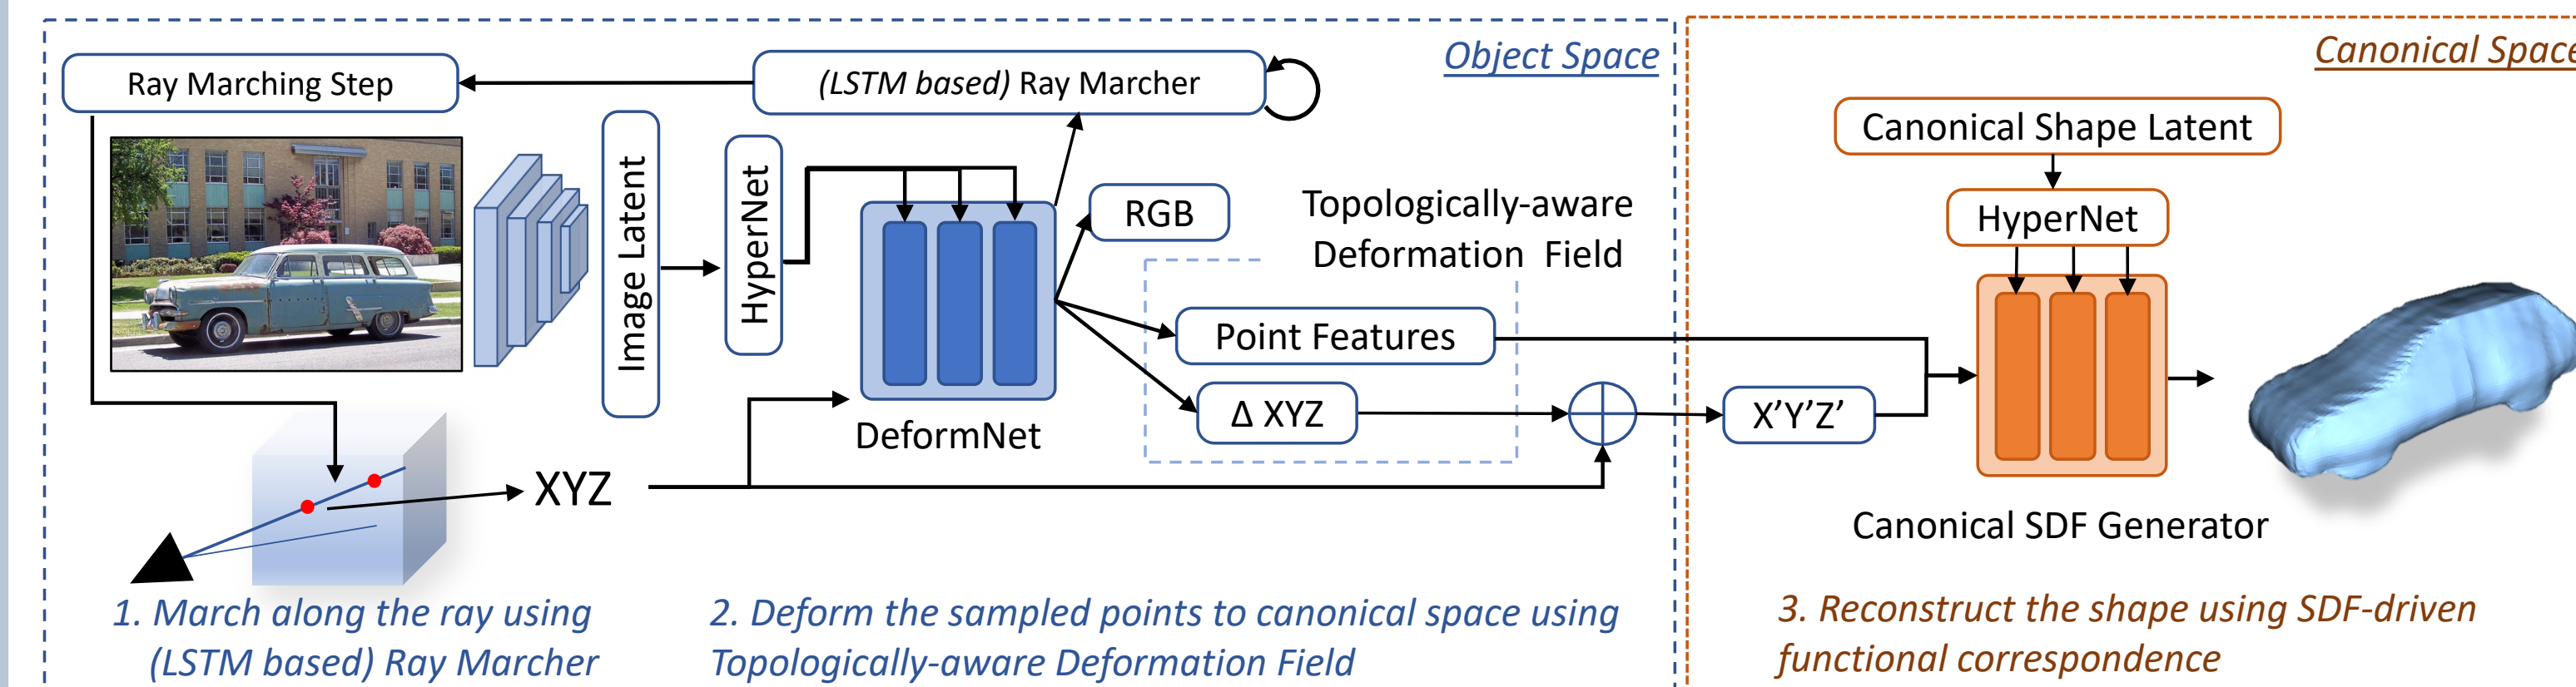 Object Space
Canonical Space
Ray Marching Step
(LSTM based) Ray Marcher
Image Latent
HyperNet
RGB
Topologically-aware
Deformation Field
Point Features
Δ XYZ
DeformNet
XYZ
X’Y’Z’
Canonical Shape Latent
HyperNet
Canonical SDF Generator
1. March along the ray using
(LSTM based) Ray Marcher
2. Deform the sampled points to canonical space using
Topologically-aware Deformation Field
3. Reconstruct the shape using SDF-driven
functional correspondence